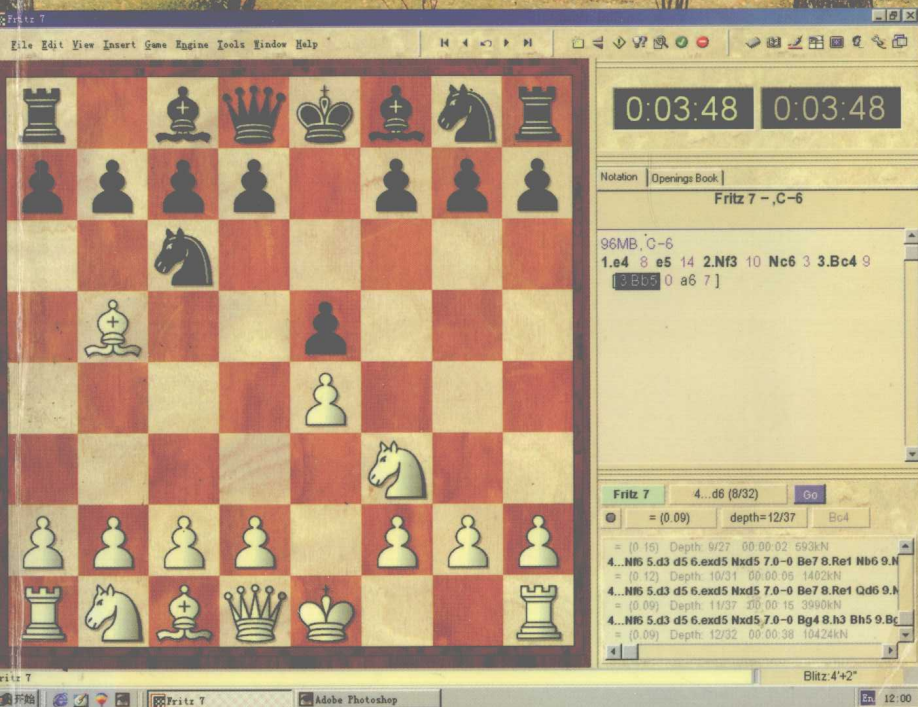 Fritz 7
File Edit View Insert Game Engine Tools Window Help
0:03:48 0:03:48
Notation Openings Book
Fritz 7 - ,C-6
96MB, C-6
1.e4 8 e5 14 2.Nf3 10 Nc6 3 3.Bc4 9
[3.Bb5 0 a6 7 ]
Fritz 7 4...d6 (8/32) Go
= (0.09) depth=12/37 Bc4
= (0.16) Depth: 9/27 00:00:02 593kN
4...Nf6 5.d3 d5 6.exd5 Nxd5 7.0-0 Be7 8.Re1 Nb6 9.N
= (0.12) Depth: 10/31 00:00:06 1402kN
4...Nf6 5.d3 d5 6.exd5 Nxd5 7.0-0 Be7 8.Re1 Qd6 9.N
= (0.09) Depth: 11/37 00:00:15 3990kN
4...Nf6 5.d3 d5 6.exd5 Nxd5 7.0-0 Bg4 8.h3 Bh5 9.Bg
= (0.09) Depth: 12/32 00:00:38 10424kN
ritz 7 Blitz:4'+2"
开始 Fritz 7 Adobe Photoshop En 12:00